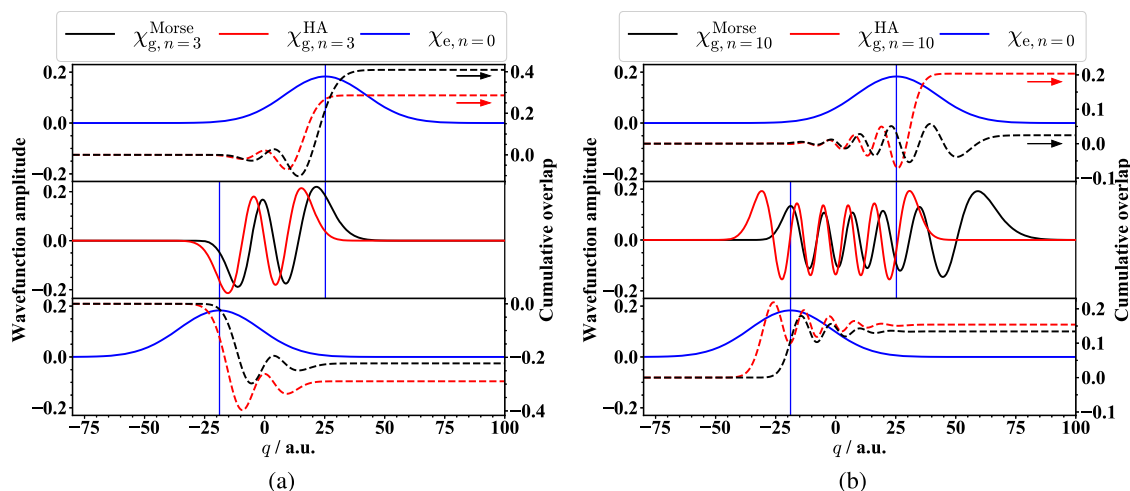 χ^Morse_g, n=3 χ^HA_g, n=3 χ_e, n=0
0.2
0.0
−0.2
0.4
0.2
0.0
0.2
0.0
−0.2
0.2
0.0
−0.2
0.0
−0.2
−0.4
Wavefunction amplitude
Cumulative overlap
−75 −50 −25 0 25 50 75 100
q / a.u.
(a)
χ^Morse_g, n=10 χ^HA_g, n=10 χ_e, n=0
0.2
0.0
−0.2
0.2
0.1
0.0
−0.1
0.2
0.0
−0.2
0.2
0.0
−0.2
0.2
0.1
0.0
−0.1
Wavefunction amplitude
Cumulative overlap
−75 −50 −25 0 25 50 75 100
q / a.u.
(b)